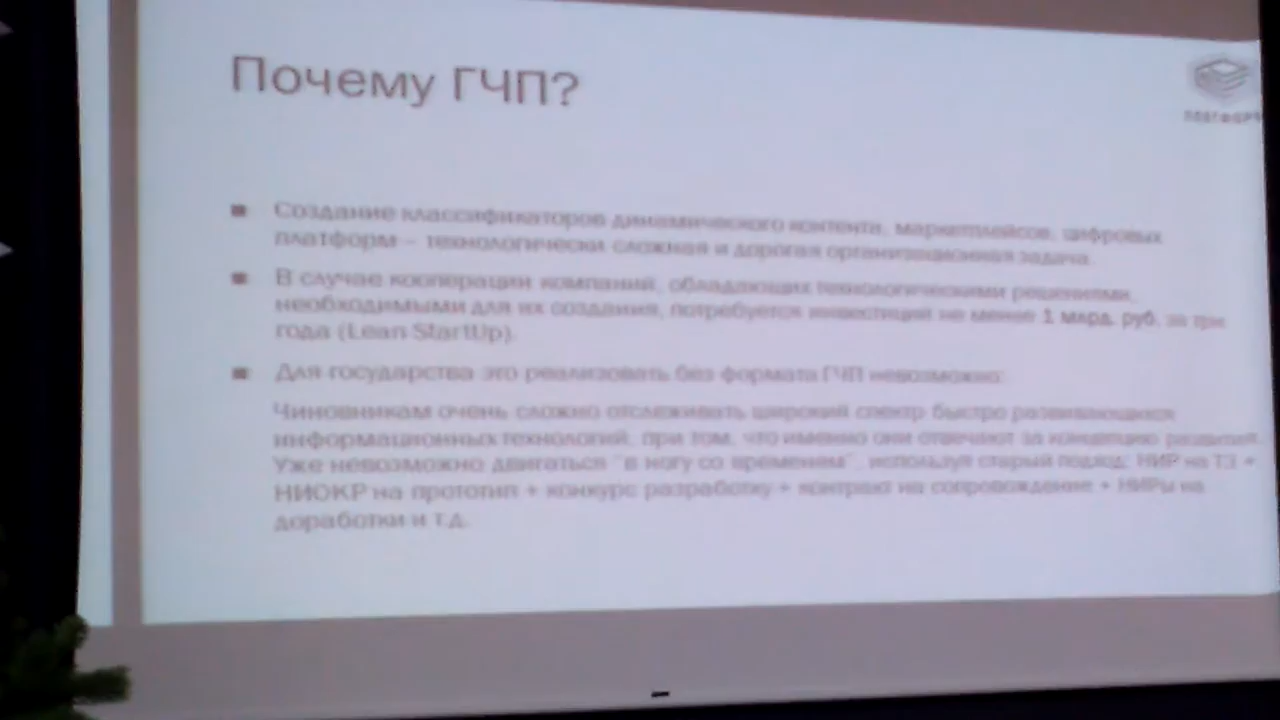 Почему ГЧП?
■ Создание классификаторов динамического контента, маркетплейсов, цифровых
платформ – технологически сложная и дорогая организационная задача.
■ В случае кооперации компаний, обладающих технологическими решениями,
необходимыми для их создания, потребуется инвестиций не менее 1 млрд. руб. за три
года (Lean StartUp).
■ Для государства это реализовать без формата ГЧП невозможно:
Чиновникам очень сложно отслеживать широкий спектр быстро развивающихся
информационных технологий, при том, что именно они отвечают за концепцию развития.
Уже невозможно двигаться "в ногу со временем", используя старый подход: НИР на ТЗ +
НИОКР на прототип + конкурс разработку + контракт на сопровождение + НИРы на
доработки и т.д.